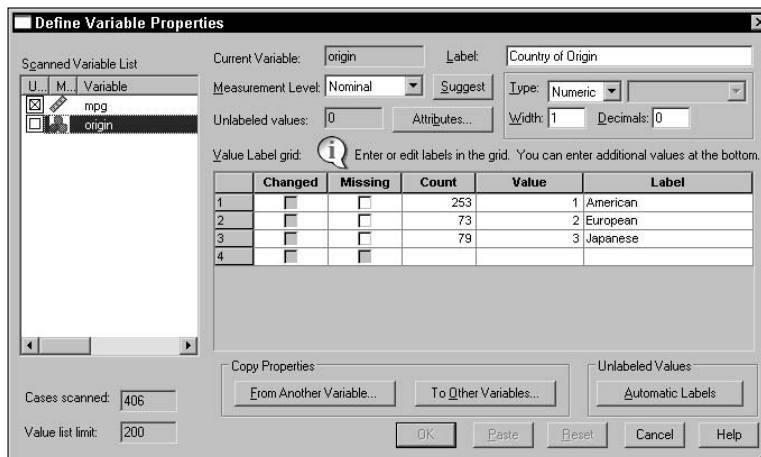 Define Variable Properties
Scanned Variable List
U... M... Variable
mpg
origin
Cases scanned: 406
Value list limit: 200
Current Variable: origin Label: Country of Origin
Measurement Level: Nominal Suggest Type: Numeric
Unlabeled values: 0 Attributes... Width: 1 Decimals: 0
Value Label grid: i Enter or edit labels in the grid. You can enter additional values at the bottom.
Changed Missing Count Value Label
1 253 1 American
2 73 2 European
3 79 3 Japanese
4
Copy Properties Unlabeled Values
From Another Variable... To Other Variables... Automatic Labels
OK Paste Reset Cancel Help